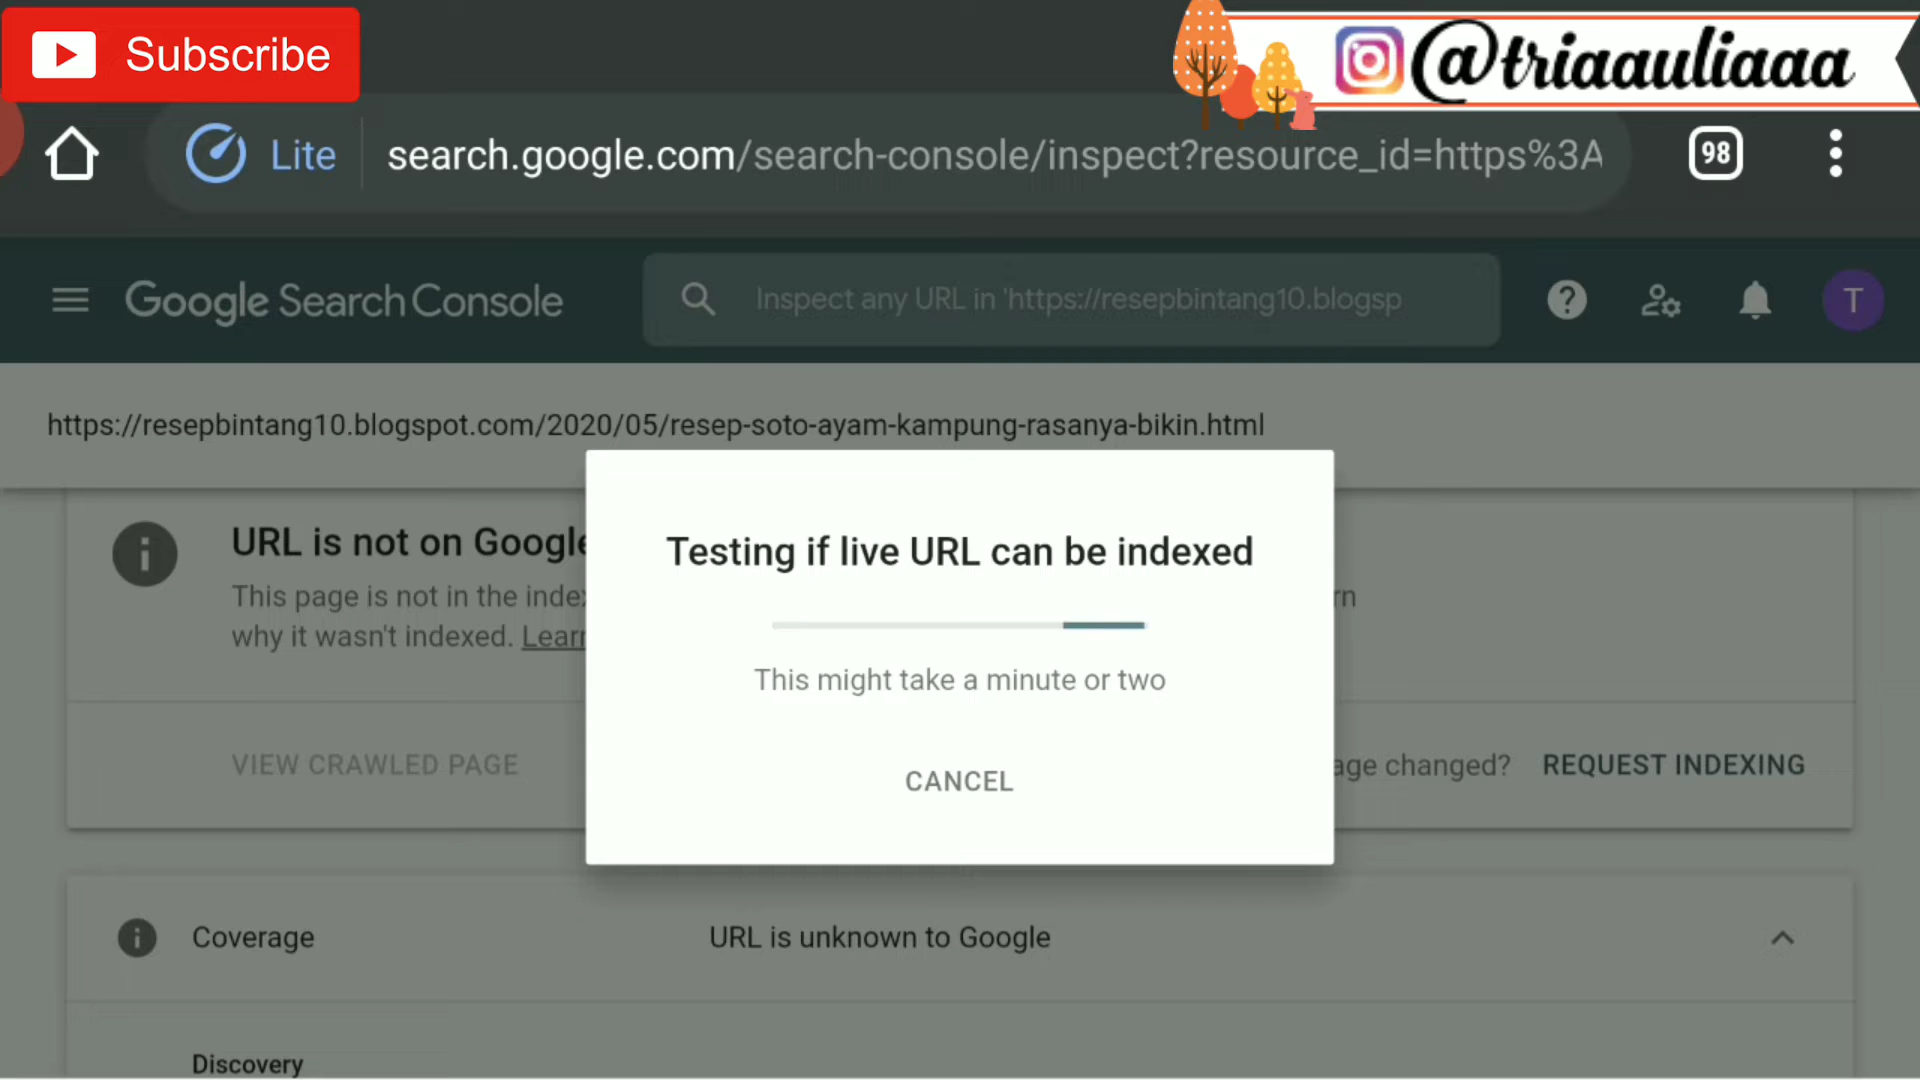 Subscribe
@triaauliaaa
Lite
search.google.com/search-console/inspect?resource_id=https%3A
98
Google Search Console
Inspect any URL in 'https://resepbintang10.blogsp
T
https://resepbintang10.blogspot.com/2020/05/resep-soto-ayam-kampung-rasanya-bikin.html
URL is not on Google
This page is not in the index
rn
why it wasn't indexed. Learn
Testing if live URL can be indexed
This might take a minute or two
CANCEL
VIEW CRAWLED PAGE
age changed?
REQUEST INDEXING
Coverage
URL is unknown to Google
Discovery